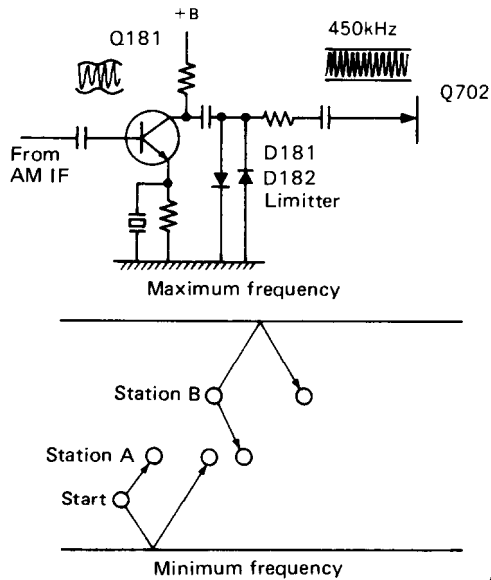 +B
Q181
450kHz
Q702
From
AM IF
D181
D182
Limitter
Maximum frequency
Station B
Station A
Start
Minimum frequency